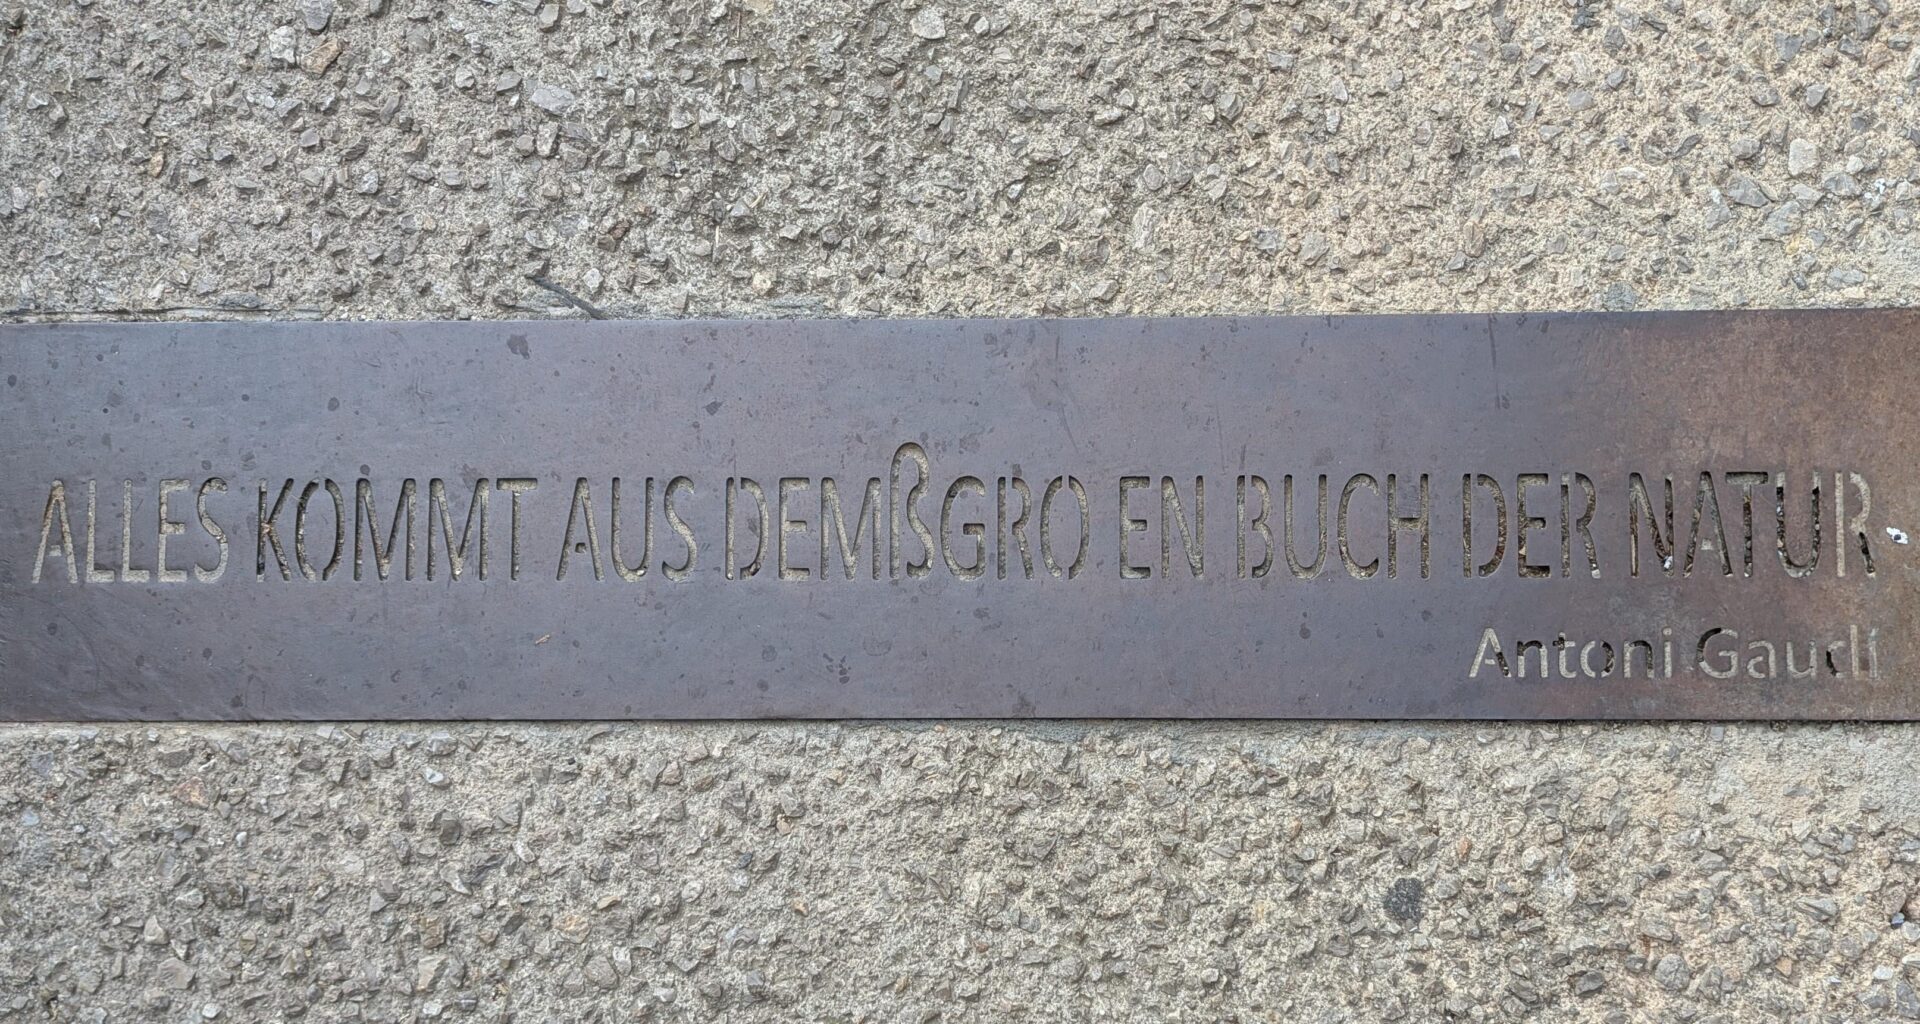 ALLES KOMMT AUS DEMßGRO EN BUCH DER NATUR
Antoni Gaudí